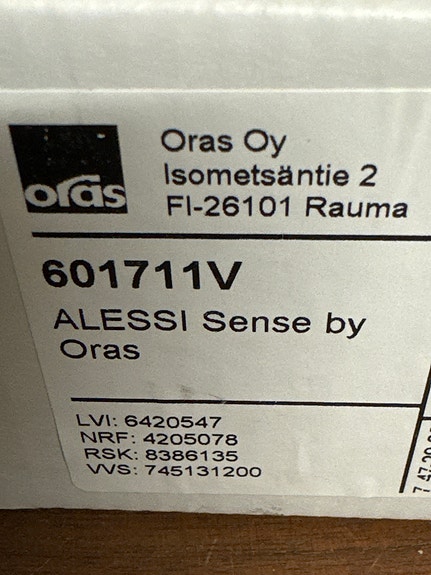 oras
Oras Oy
Isometsäntie 2
FI-26101 Rauma
601711V
ALESSI Sense by
Oras
LVI: 6420547
NRF: 4205078
RSK: 8386135
VVS: 745131200